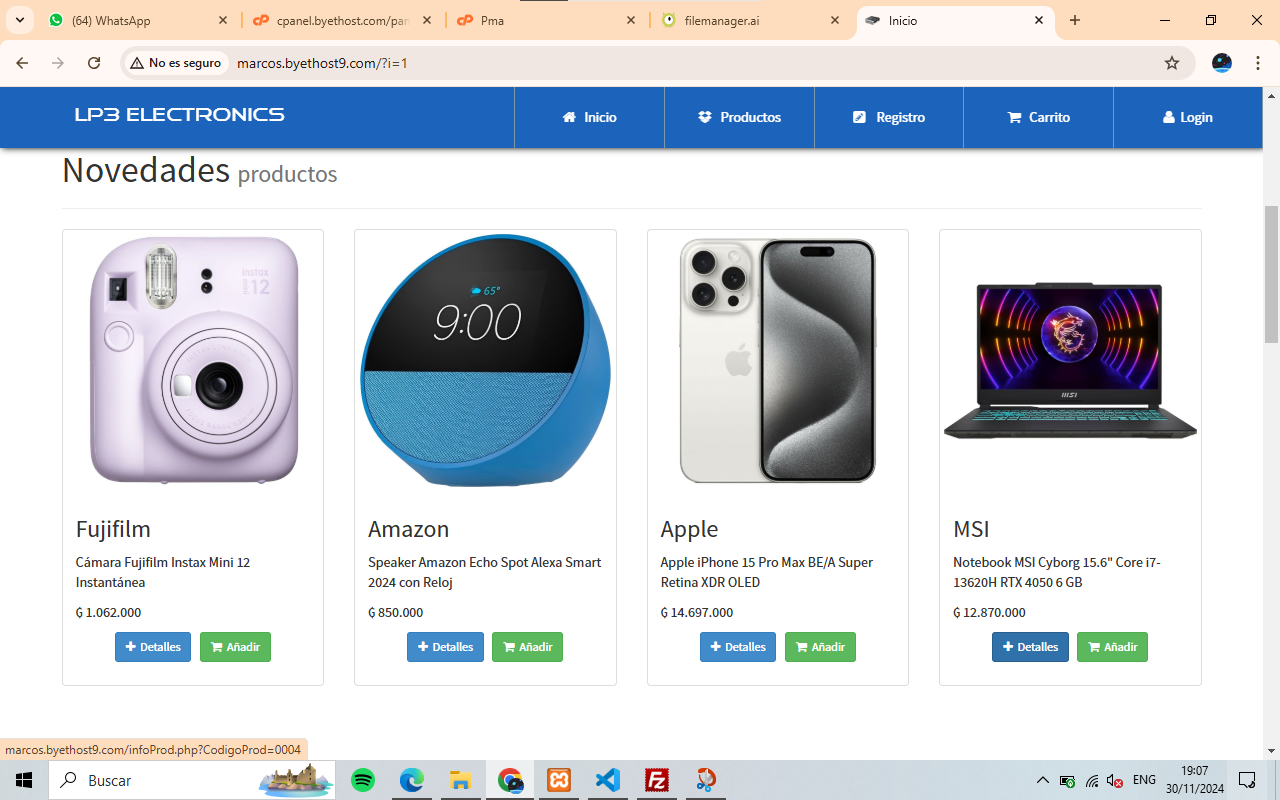 (64) WhatsApp
cpanel.byethost.com/pan
Pma
filemanager.ai
Inicio
No es seguro
marcos.byethost9.com/?i=1
LP3 ELECTRONICS
Inicio
Productos
Registro
Carrito
Login
Novedades productos
instax
mini 12
65°
9:00
msi
Fujifilm
Cámara Fujifilm Instax Mini 12
Instantánea
₲ 1.062.000
Detalles
Añadir
Amazon
Speaker Amazon Echo Spot Alexa Smart
2024 con Reloj
₲ 850.000
Detalles
Añadir
Apple
Apple iPhone 15 Pro Max BE/A Super
Retina XDR OLED
₲ 14.697.000
Detalles
Añadir
MSI
Notebook MSI Cyborg 15.6" Core i7-
13620H RTX 4050 6 GB
₲ 12.870.000
Detalles
Añadir
marcos.byethost9.com/infoProd.php?CodigoProd=0004
Buscar
ENG
19:07
30/11/2024